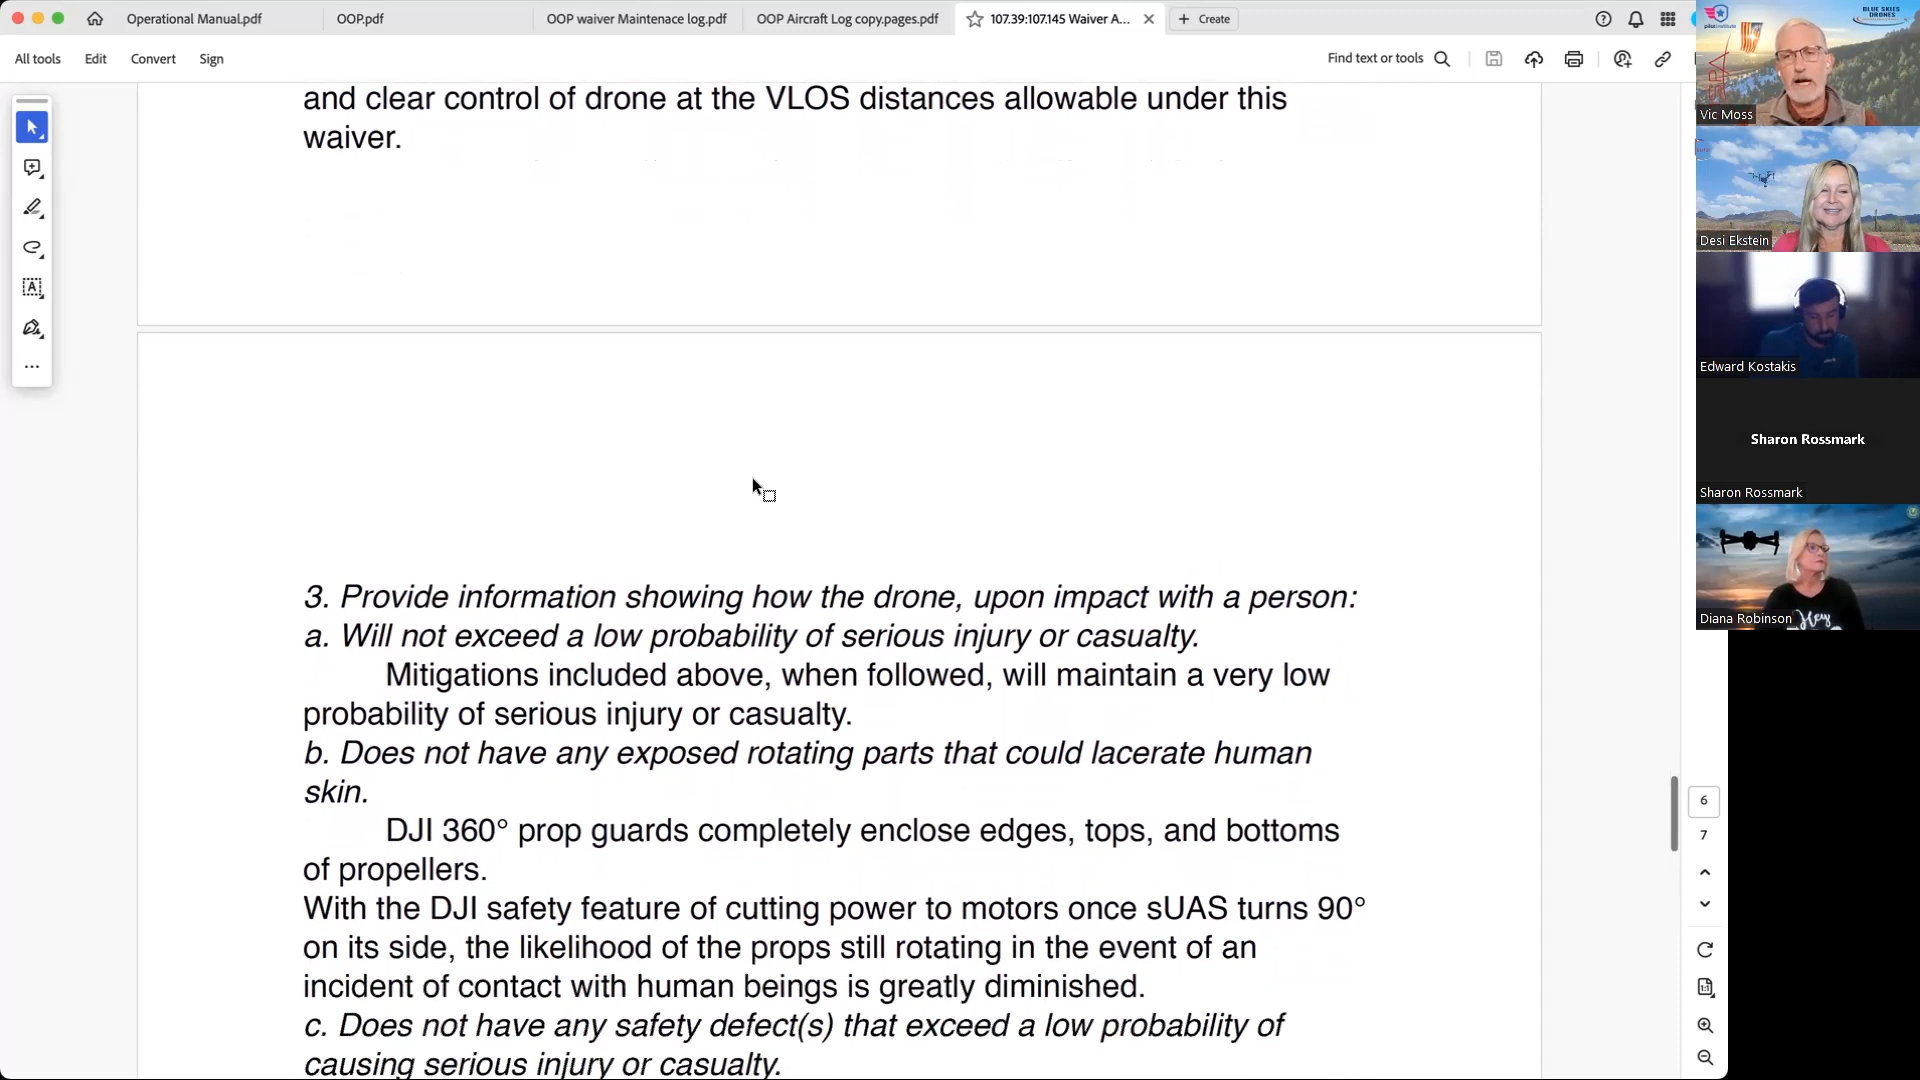 Operational Manual.pdf
OOP.pdf
OOP waiver Maintenace log.pdf
OOP Aircraft Log copy.pages.pdf
107.39:107.145 Waiver A...
Create
All tools
Edit
Convert
Sign
Find text or tools
and clear control of drone at the VLOS distances allowable under this
waiver.
3. Provide information showing how the drone, upon impact with a person:
a. Will not exceed a low probability of serious injury or casualty.
Mitigations included above, when followed, will maintain a very low
probability of serious injury or casualty.
b. Does not have any exposed rotating parts that could lacerate human
skin.
DJI 360° prop guards completely enclose edges, tops, and bottoms
of propellers.
With the DJI safety feature of cutting power to motors once sUAS turns 90°
on its side, the likelihood of the props still rotating in the event of an
incident of contact with human beings is greatly diminished.
c. Does not have any safety defect(s) that exceed a low probability of
causing serious injury or casualty.
6
7
BLUE SKIES
DRONES
Vic Moss
Desi Ekstein
Edward Kostakis
Sharon Rossmark
Sharon Rossmark
Hey
Diana Robinson